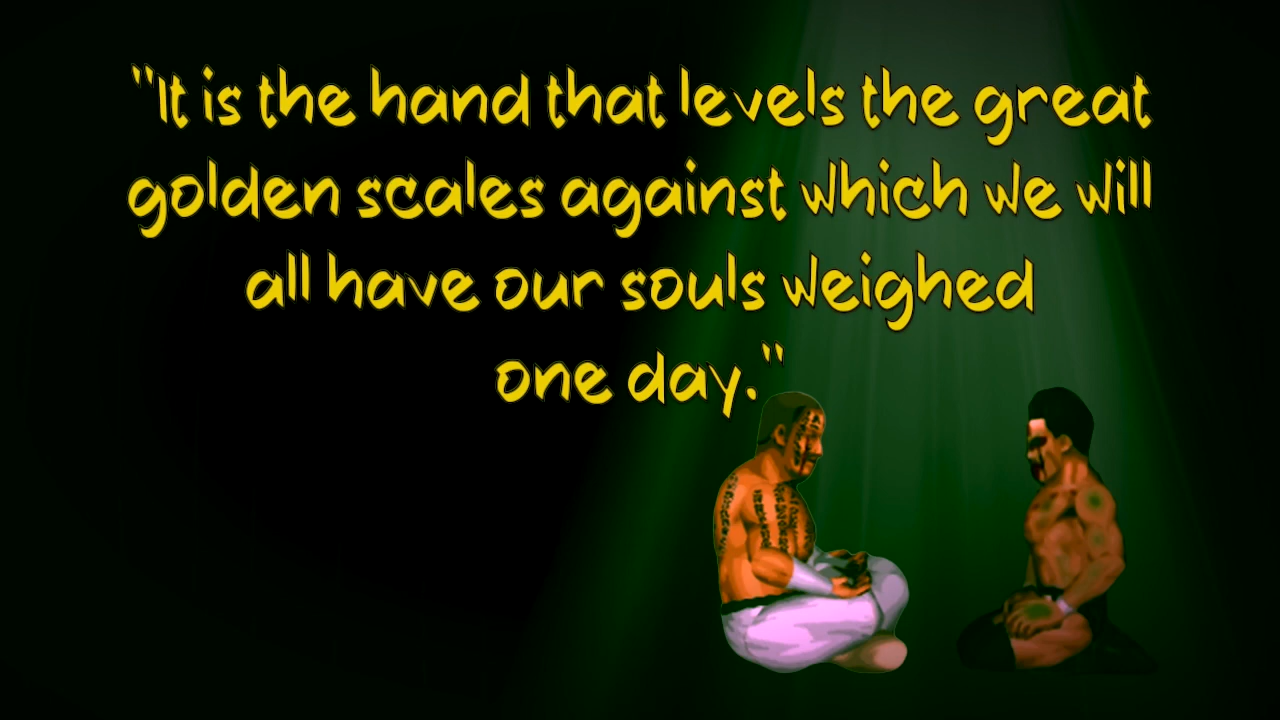 "It is the hand that levels the great
golden scales against which we will
all have our souls weighed
one day."